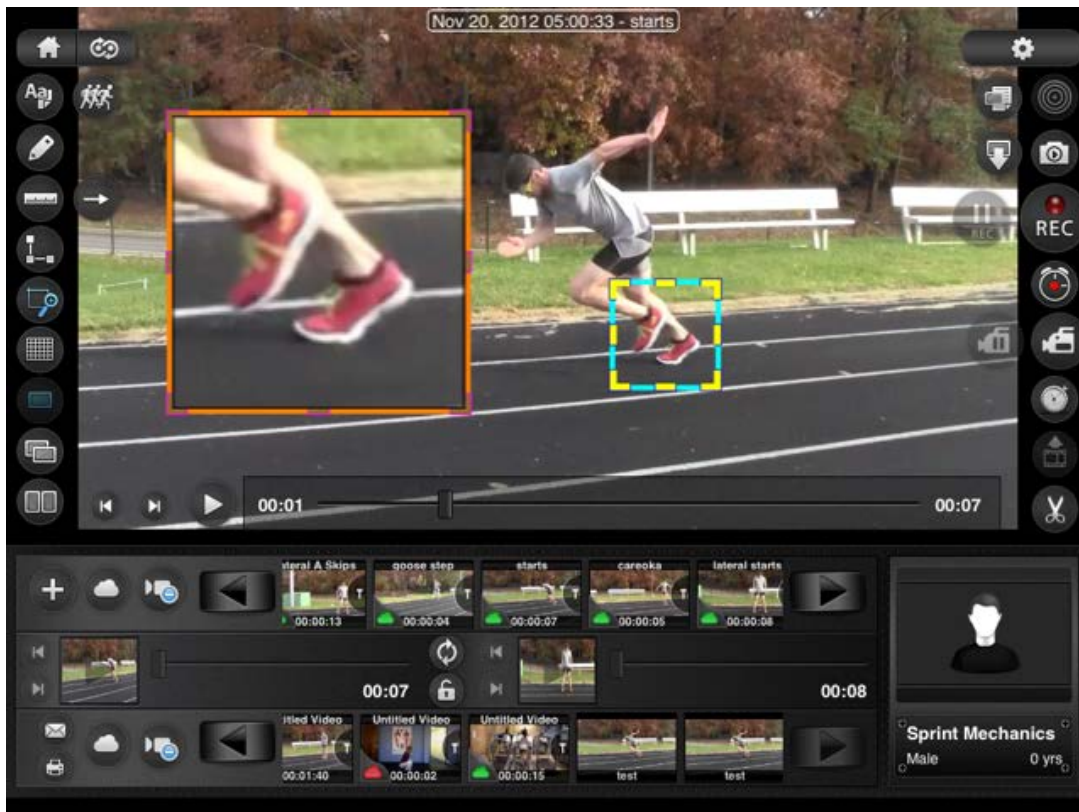 Nov 20, 2012 05:00:33 - starts
Aa
REC
REC
00:01
00:07
ateral A Skips
goose step
starts
careoka
lateral starts
T
T
T
T
00:00:13
00:00:04
00:00:07
00:00:05
00:00:08
00:07
00:08
titled Video
Untitled Video
Untitled Video
T
T
T
00:01:40
00:00:02
00:00:15
test
test
Sprint Mechanics
Male
0 yrs